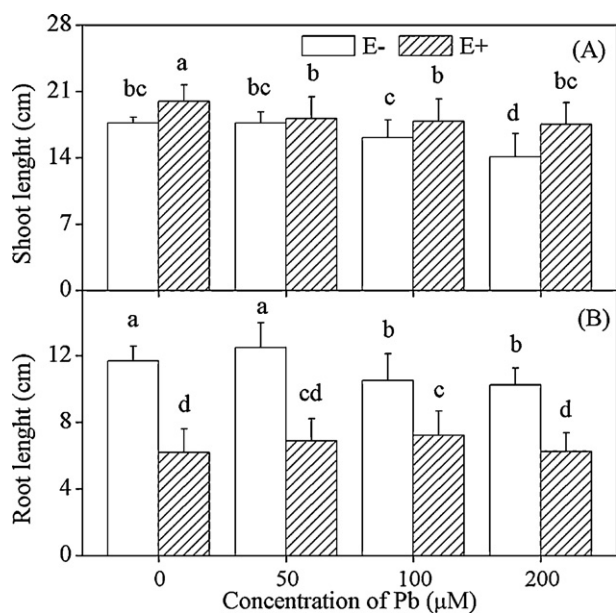 28
21
14
7
0
Shoot lenght (cm)
E- E+
(A)
bc a bc b c b d bc
12
8
4
0
Root lenght (cm)
(B)
a d a cd b c b d
0 50 100 200
Concentration of Pb (μM)